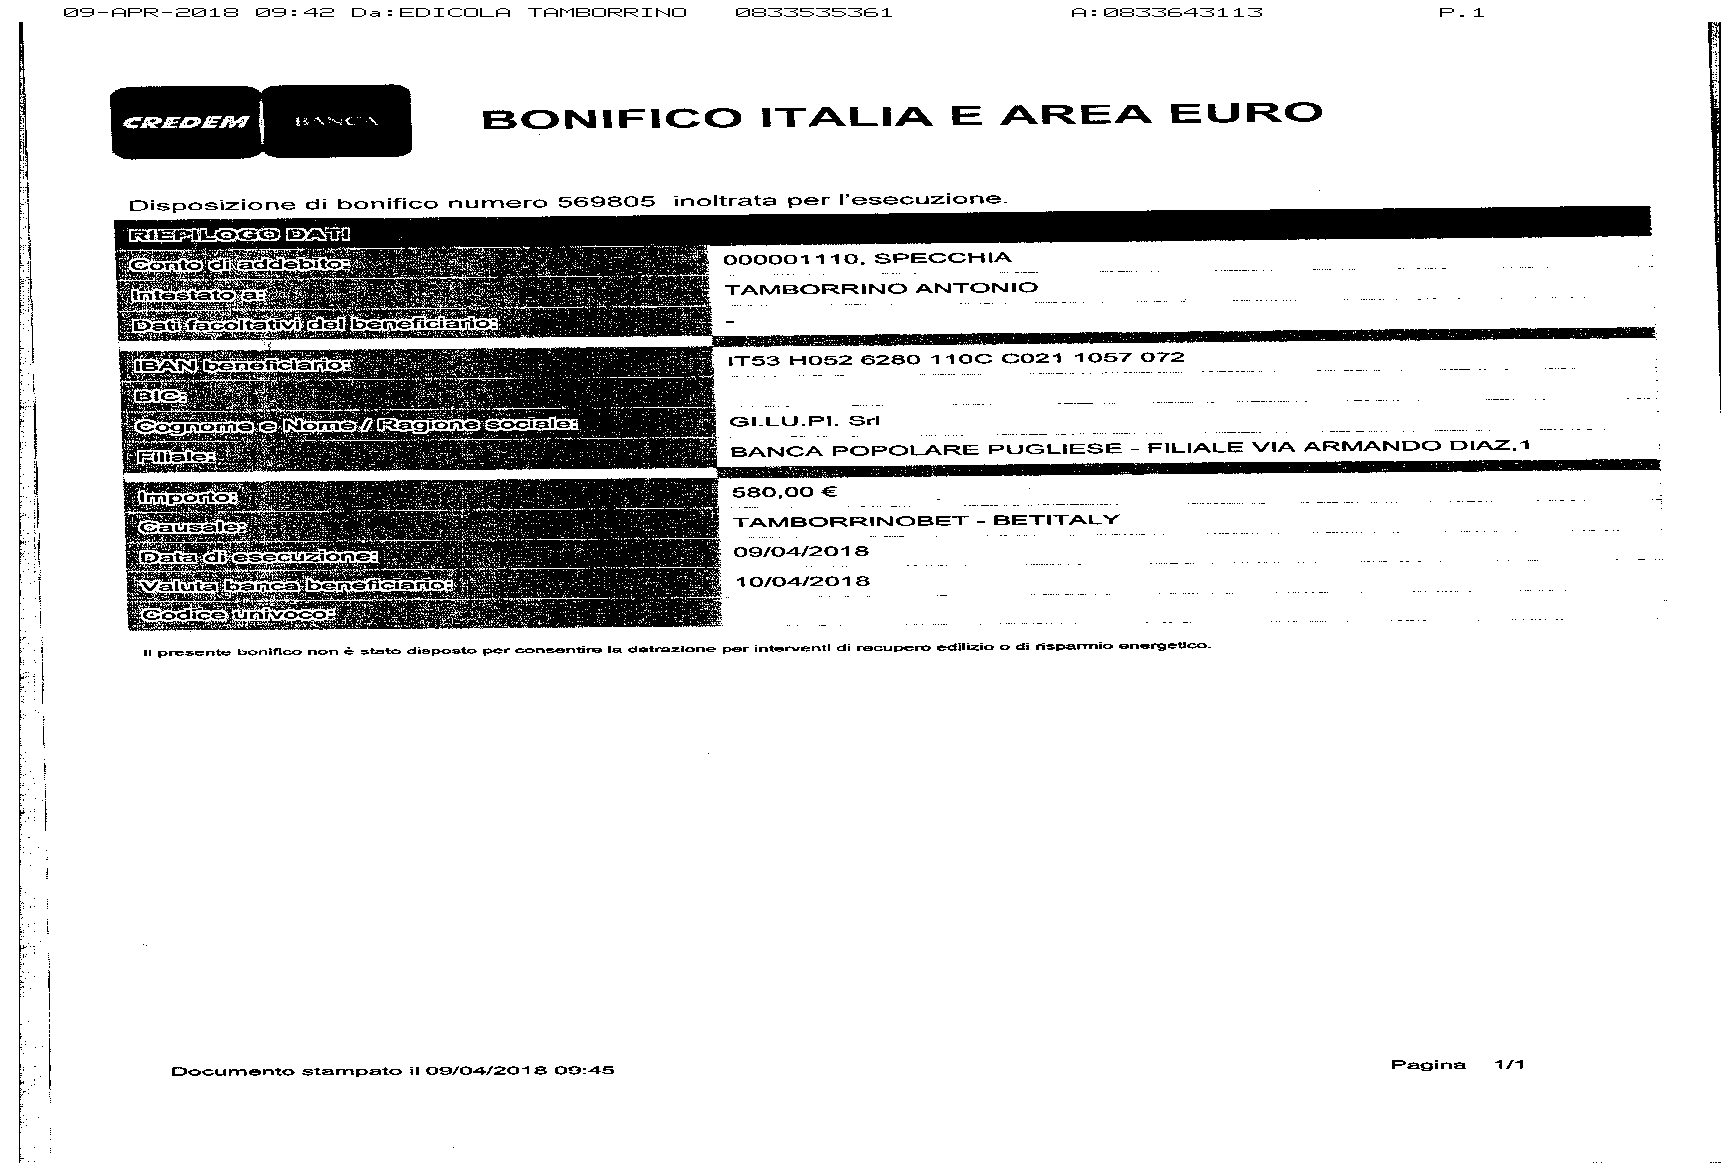 09-APR-2018 09:42 Da:EDICOLA TAMBORRINO 0833535361 A:0833643113 P.1
CREDEM BANCA BONIFICO ITALIA E AREA EURO
Disposizione di bonifico numero 569805 inoltrata per l'esecuzione.
RIEPILOGO DATI
Conto di addebito: 000001110, SPECCHIA
Intestato a: TAMBORRINO ANTONIO
Dati facoltativi del beneficiario: -
IBAN beneficiario: IT53 H052 6280 110C C021 1057 072
BIC:
Cognome e Nome / Ragione sociale: GI.LU.PI. Srl
Filiale: BANCA POPOLARE PUGLIESE - FILIALE VIA ARMANDO DIAZ,1
Importo: 580,00 €
Causale: TAMBORRINOBET - BETITALY
Data di esecuzione: 09/04/2018
Valuta banca beneficiario: 10/04/2018
Codice univoco:
Il presente bonifico non è stato disposto per consentire la detrazione per interventi di recupero edilizio o di risparmio energetico.
Documento stampato il 09/04/2018 09:45 Pagina 1/1